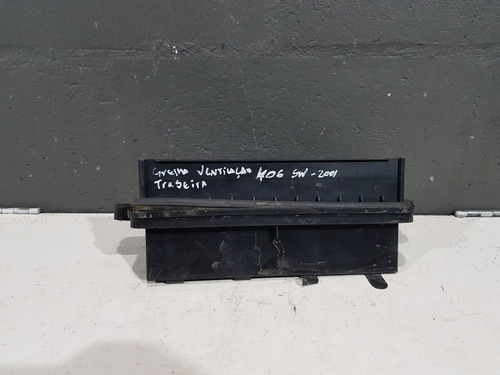 Grelha VENTILAÇÃO 406 SW - 2001
TraSeirA